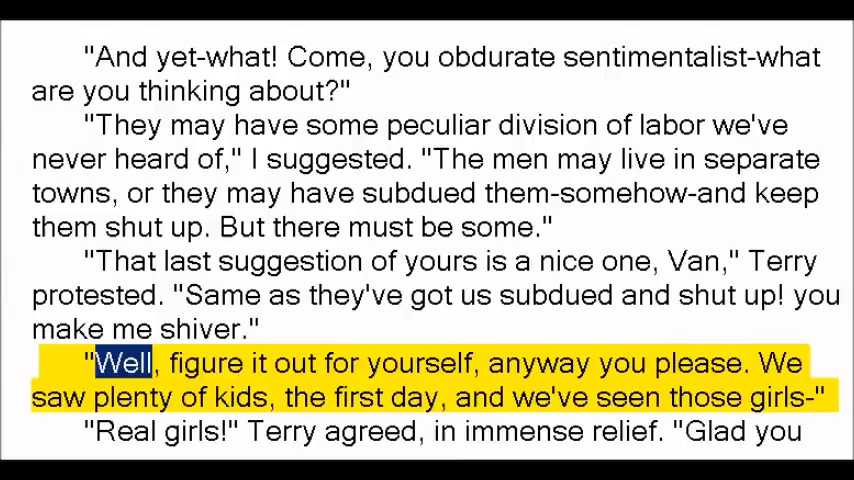 "And yet-what! Come, you obdurate sentimentalist-what
are you thinking about?"
"They may have some peculiar division of labor we've
never heard of," I suggested. "The men may live in separate
towns, or they may have subdued them-somehow-and keep
them shut up. But there must be some."
"That last suggestion of yours is a nice one, Van," Terry
protested. "Same as they've got us subdued and shut up! you
make me shiver."
"Well, figure it out for yourself, anyway you please. We
saw plenty of kids, the first day, and we've seen those girls-"
"Real girls!" Terry agreed, in immense relief. "Glad you